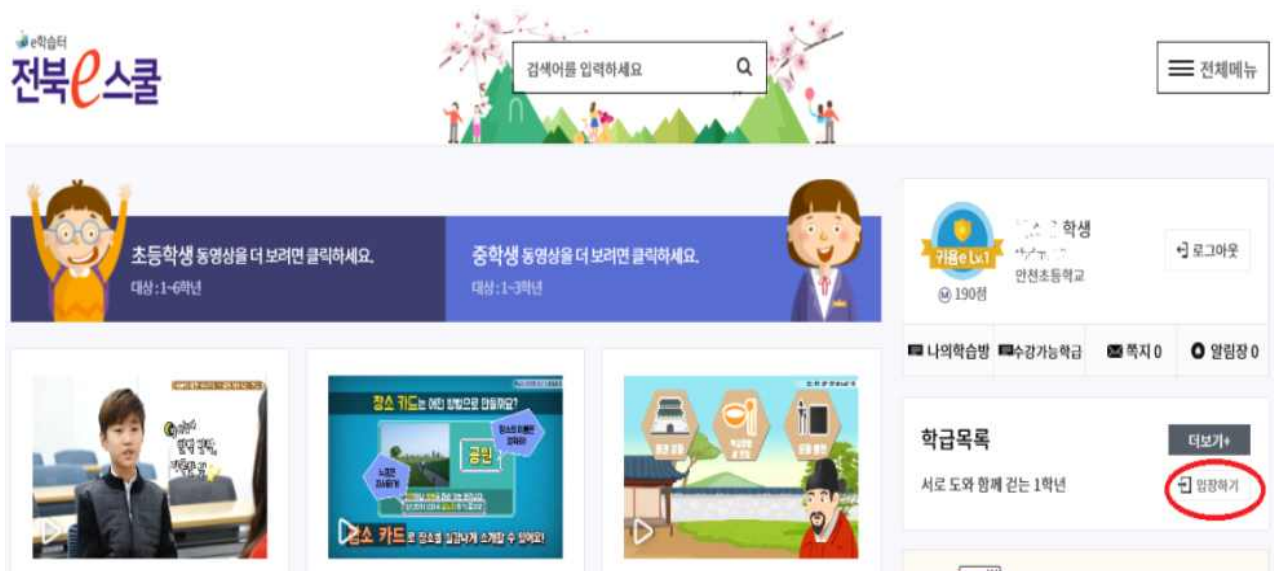 e학습터
전북e스쿨
검색어를 입력하세요
전체메뉴
초등학생 동영상을 더 보려면 클릭하세요.
대상 : 1~6학년
중학생 동영상을 더 보려면 클릭하세요.
대상 : 1~3학년
학생
귀욤e Lv.1
안천초등학교
M 190점
로그아웃
나의학습방
수강가능학급
쪽지 0
알림장 0
장소 카드는 어떤 방법으로 만들까요?
공원
장소 카드로 장소를 실감나게 소개할 수 있어요!
학급목록
더보기+
서로 도와 함께 걷는 1학년
입장하기